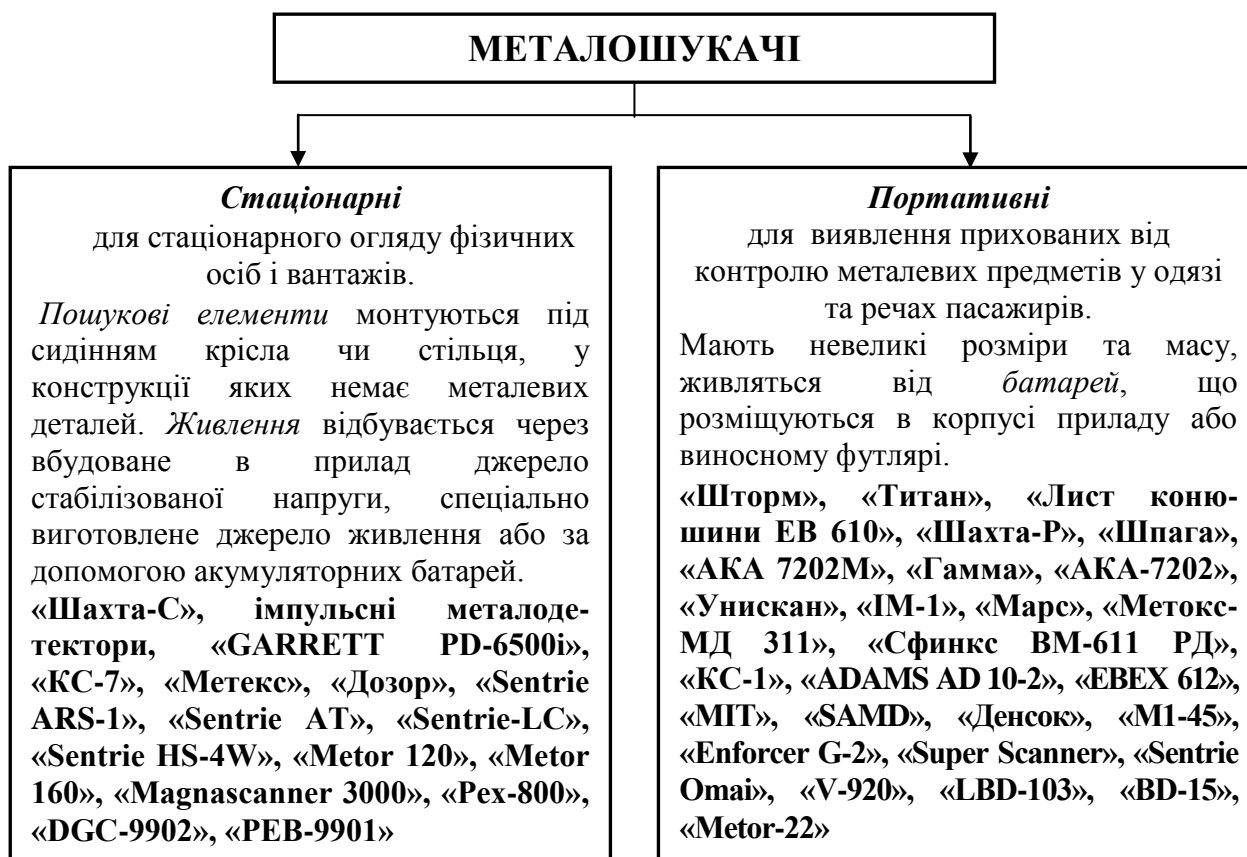 МЕТАЛОШУКАЧІ
Стаціонарні
для стаціонарного огляду фізичних
осіб і вантажів.
Пошукові елементи монтуються під
сидінням крісла чи стільця, у
конструкції яких немає металевих
деталей. Живлення відбувається через
вбудоване в прилад джерело
стабілізованої напруги, спеціально
виготовлене джерело живлення або за
допомогою акумуляторних батарей.
«Шахта-С», імпульсні металоде-
тектори, «GARRETT PD-6500i»,
«КС-7», «Метекс», «Дозор», «Sentrie
ARS-1», «Sentrie AT», «Sentrie-LC»,
«Sentrie HS-4W», «Metor 120», «Metor
160», «Magnascanner 3000», «Рех-800»,
«DGC-9902», «PEB-9901»
Портативні
для виявлення прихованих від
контролю металевих предметів у одязі
та речах пасажирів.
Мають невеликі розміри та масу,
живляться від батарей, що
розміщуються в корпусі приладу або
виносному футлярі.
«Шторм», «Титан», «Лист коню-
шини ЕВ 610», «Шахта-Р», «Шпага»,
«АКА 7202М», «Гамма», «АКА-7202»,
«Унискан», «ІМ-1», «Марс», «Метокс-
МД 311», «Сфинкс ВМ-611 РД»,
«КС-1», «ADAMS AD 10-2», «EBEX 612»,
«MIT», «SAMD», «Денсок», «М1-45»,
«Enforcer G-2», «Super Scanner», «Sentrie
Omai», «V-920», «LBD-103», «BD-15»,
«Metor-22»